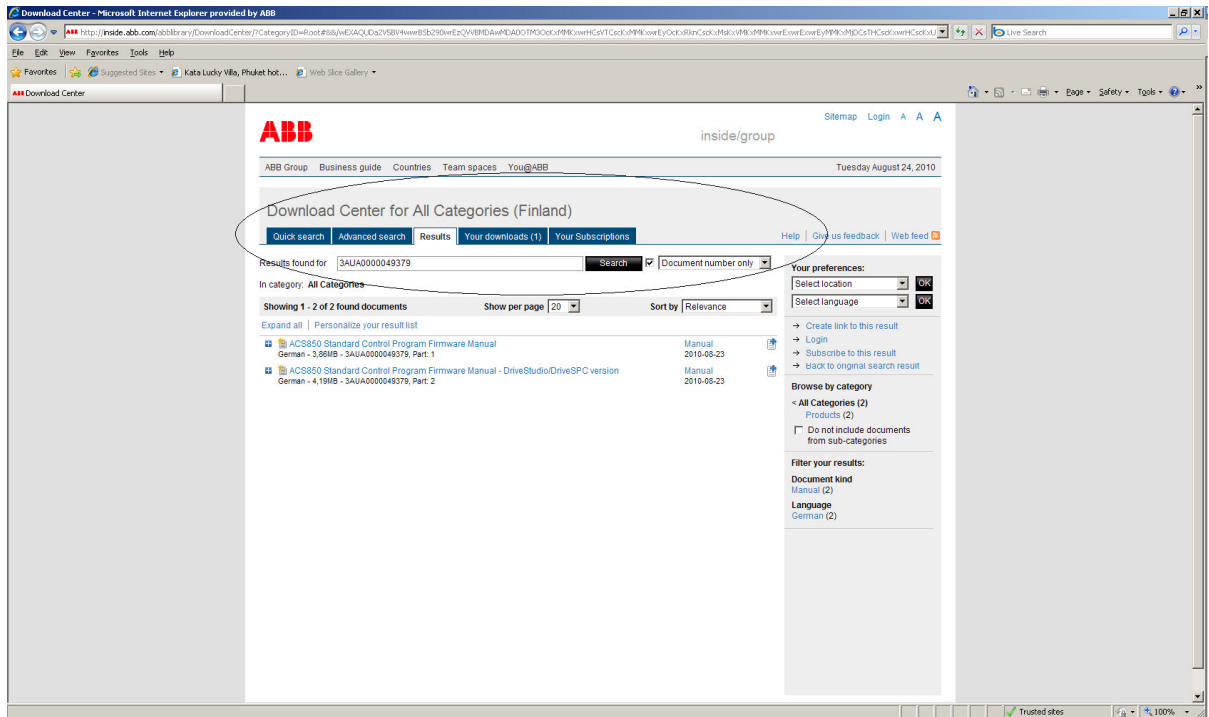 Download Center - Microsoft Internet Explorer provided by ABB
File Edit View Favorites Tools Help
Live Search
Favorites Suggested Sites Kata Lucky Villa, Phuket hot... Web Slice Gallery
ABB Download Center
Page Safety Tools
Sitemap Login A A A
ABB
inside/group
ABB Group Business guide Countries Team spaces You@ABB
Tuesday August 24, 2010
Download Center for All Categories (Finland)
Quick search Advanced search Results Your downloads (1) Your Subscriptions
Help | Give us feedback | Web feed
Results found for 3AUA0000049379 Search Document number only
In category: All Categories
Showing 1 - 2 of 2 found documents Show per page 20 Sort by Relevance
Expand all | Personalize your result list
ACS850 Standard Control Program Firmware Manual Manual
German - 3,86MB - 3AUA0000049379, Part: 1 2010-08-23
ACS850 Standard Control Program Firmware Manual - DriveStudio/DriveSPC version Manual
German - 4,19MB - 3AUA0000049379, Part: 2 2010-08-23
Your preferences:
Select location OK
Select language OK
→ Create link to this result
→ Login
→ Subscribe to this result
→ Back to original search result
Browse by category
< All Categories (2)
Products (2)
Do not include documents
from sub-categories
Filter your results:
Document kind
Manual (2)
Language
German (2)
Trusted sites 100%